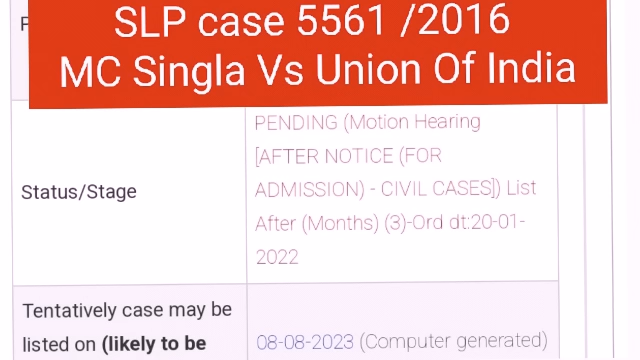 SLP case 5561 /2016
MC Singla Vs Union Of India
PENDING (Motion Hearing
[AFTER NOTICE (FOR
Status/Stage
ADMISSION) - CIVIL CASES]) List
After (Months) (3)-Ord dt:20-01-
2022
Tentatively case may be
listed on (likely to be
08-08-2023 (Computer generated)